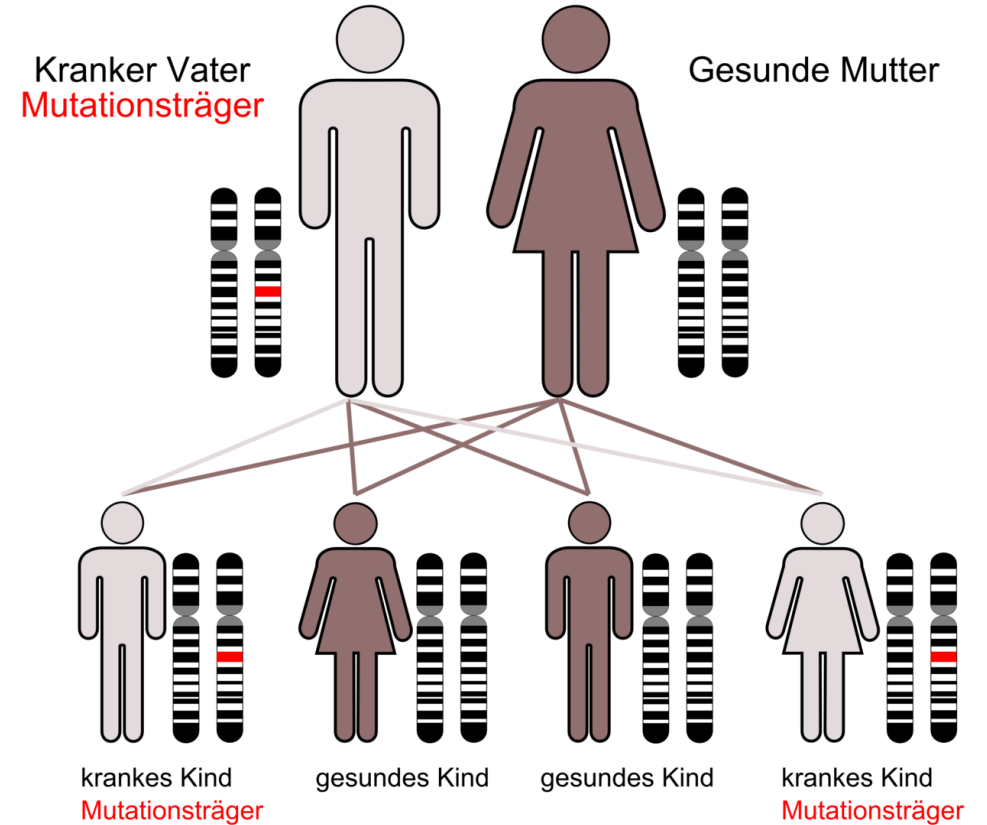 Kranker Vater
Mutationsträger
Gesunde Mutter
krankes Kind
Mutationsträger
gesundes Kind
gesundes Kind
krankes Kind
Mutationsträger